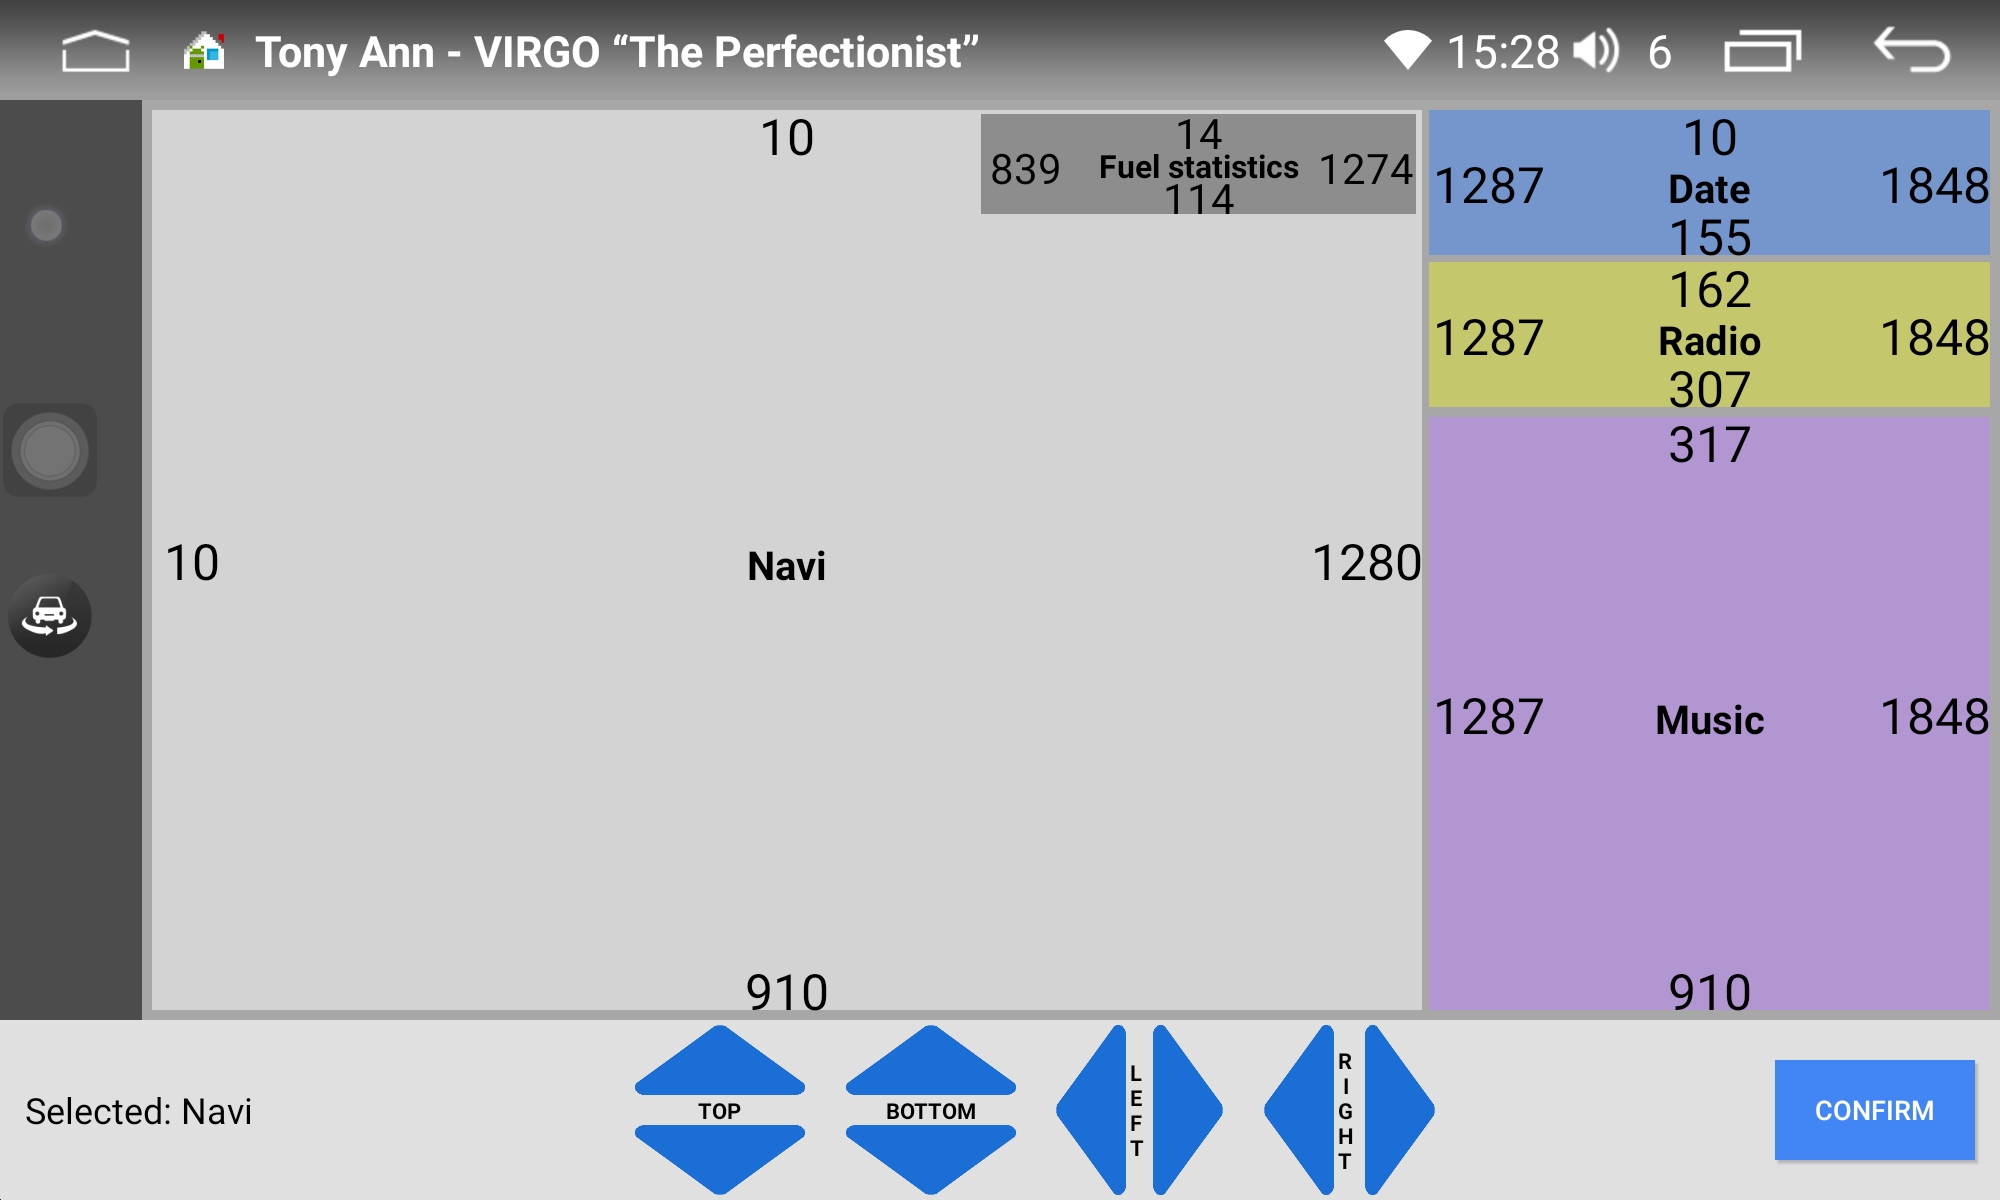 Tony Ann - VIRGO “The Perfectionist”
15:28
6
10
10
Navi
1280
910
14
839
Fuel statistics
1274
114
10
1287
Date
1848
155
162
1287
Radio
1848
307
317
1287
Music
1848
910
Selected: Navi
TOP
BOTTOM
LEFT
RIGHT
CONFIRM